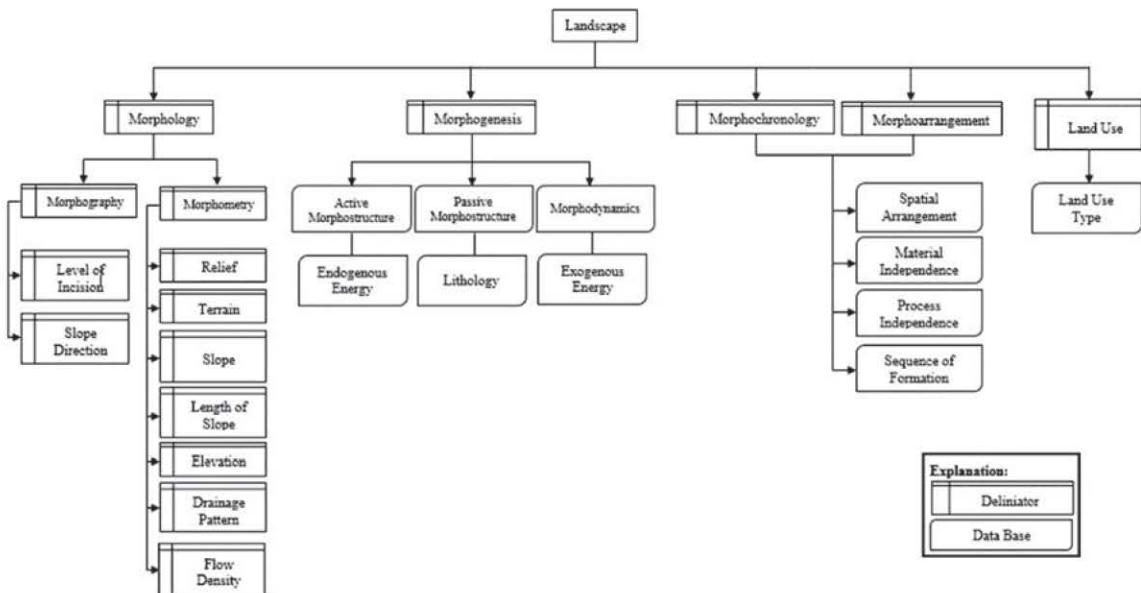 Landscape
Morphology
Morphogenesis
Morphochronology
Morphoarrangement
Land Use
Morphography
Morphometry
Active
Morphostructure
Passive
Morphostructure
Morphodynamics
Spatial
Arrangement
Land Use
Type
Level of
Incision
Relief
Endogenous
Energy
Lithology
Exogenous
Energy
Material
Independence
Terrain
Process
Independence
Slope
Direction
Slope
Sequence of
Formation
Length of
Slope
Elevation
Drainage
Pattern
Flow
Density
Explanation:
Deliniator
Data Base